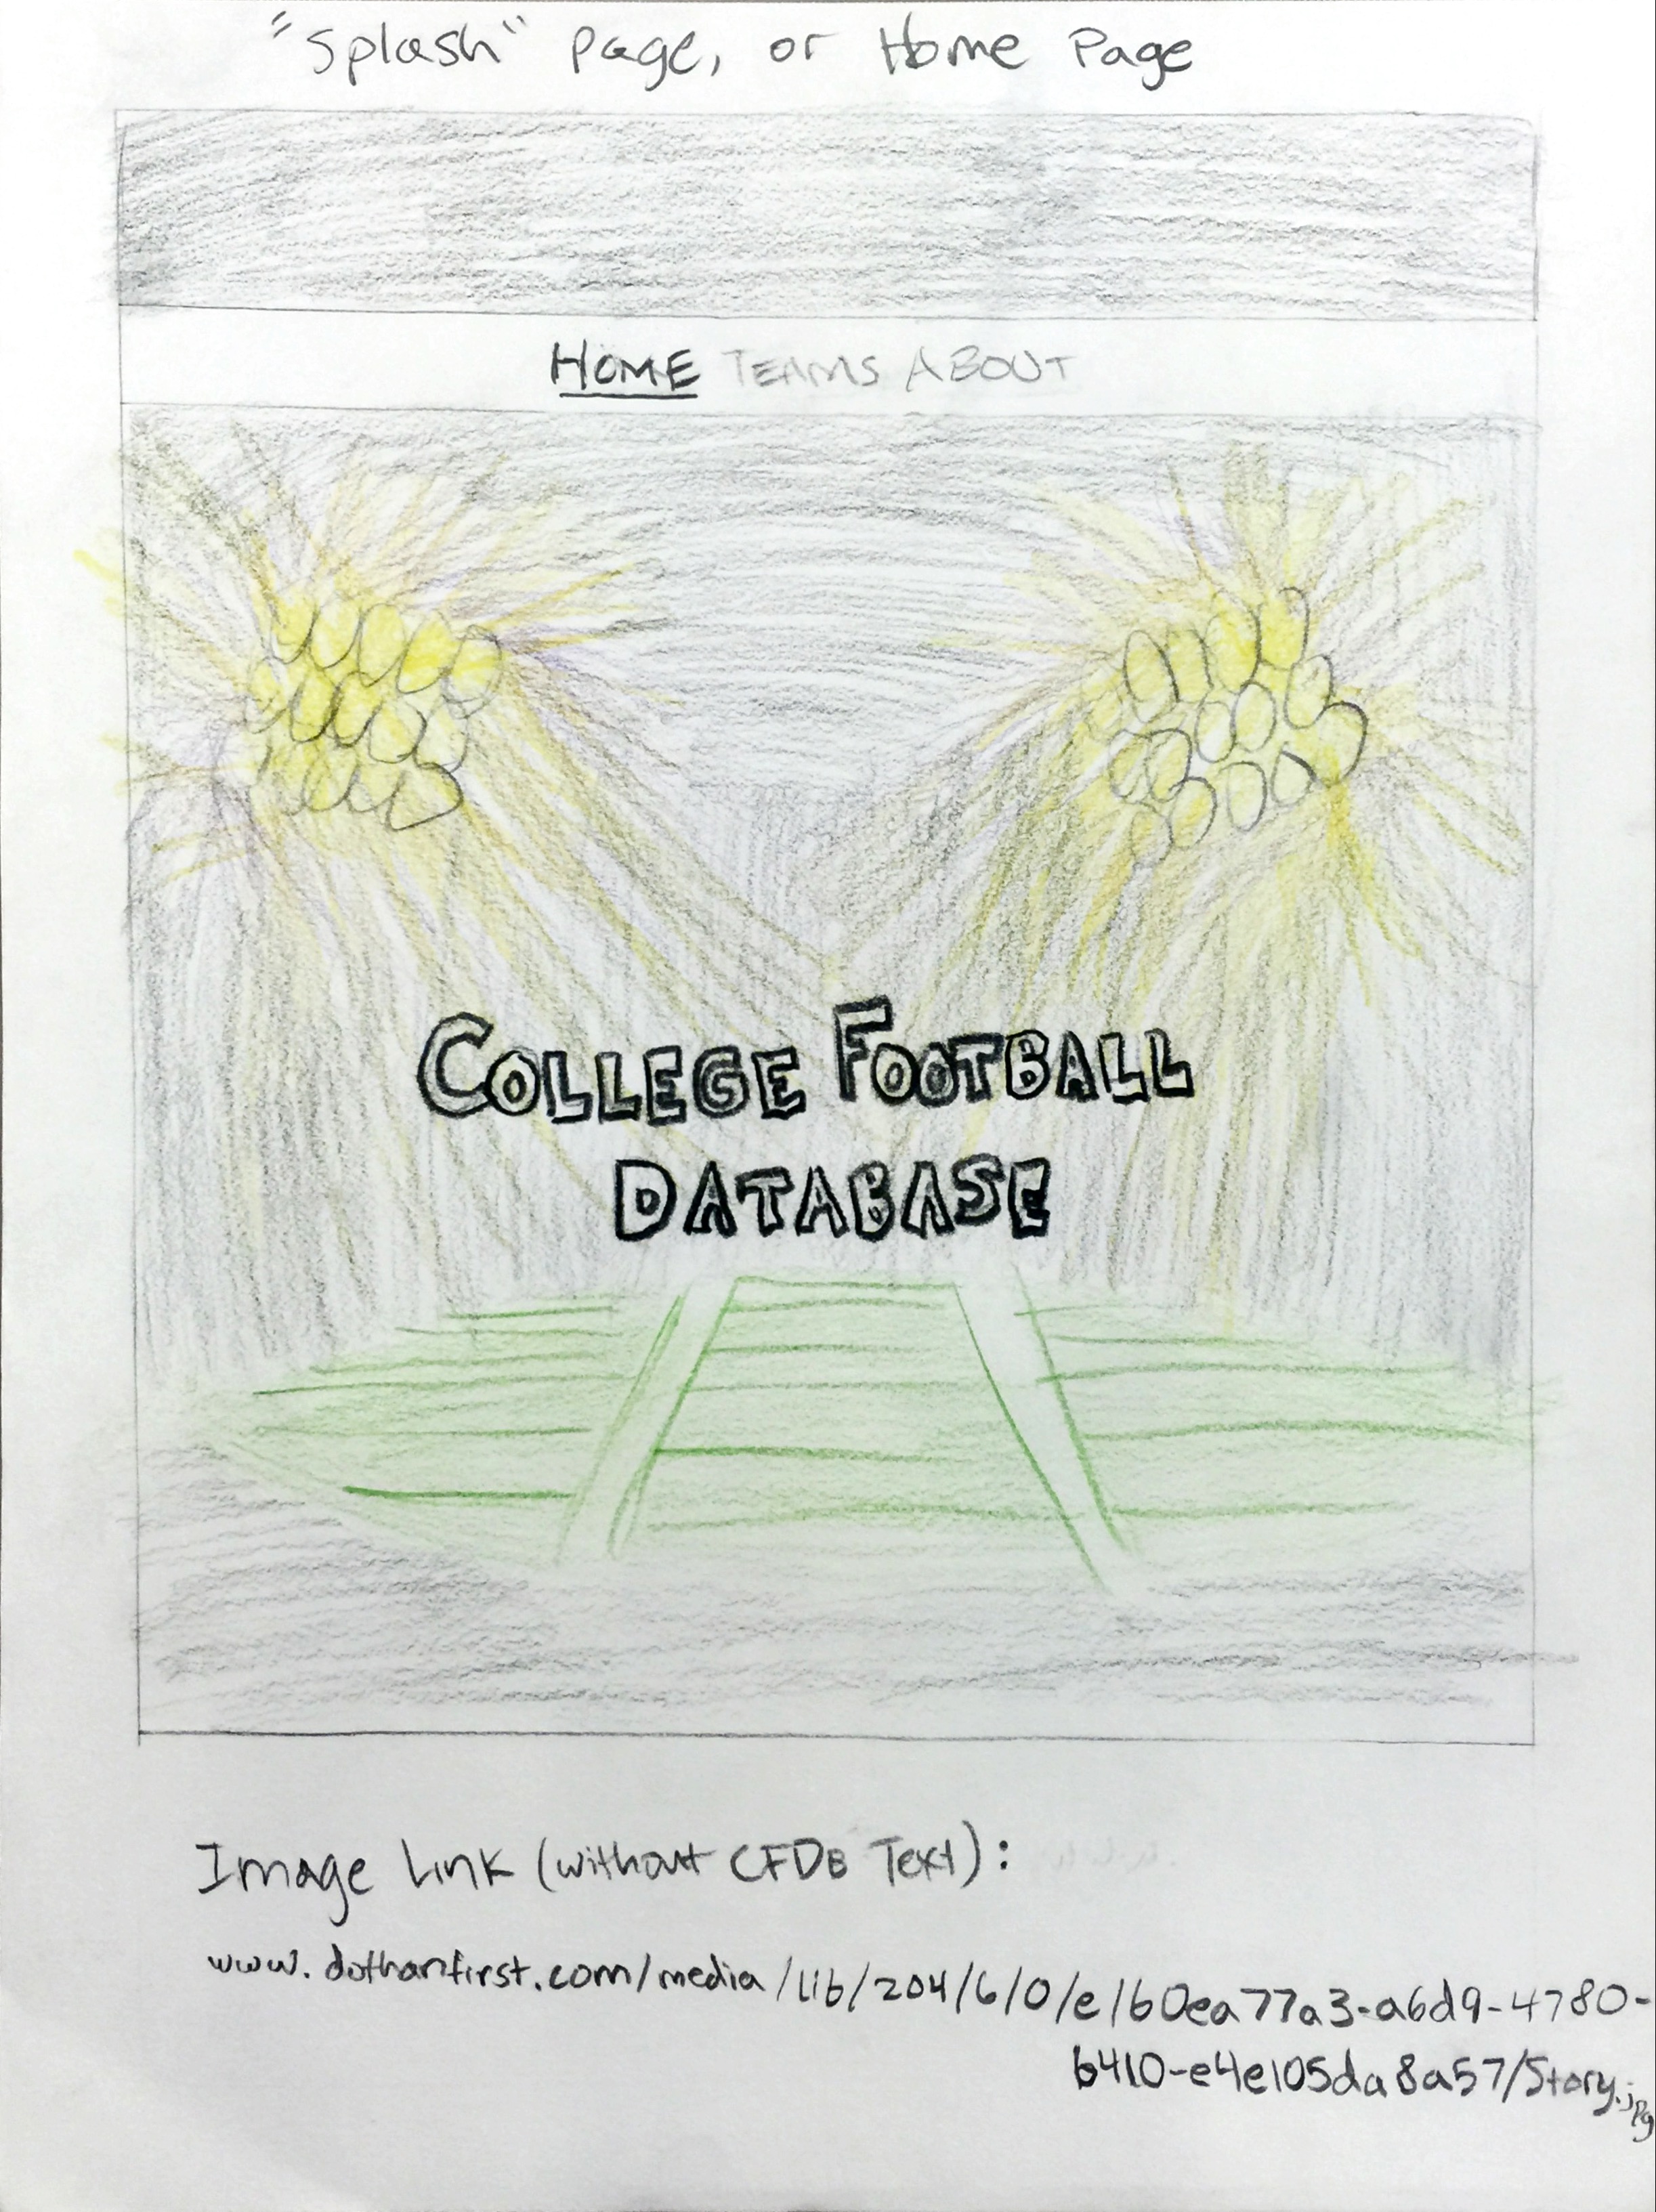 "Splash" Page, or Home Page
HOME TEAMS ABOUT
COLLEGE FOOTBALL
DATABASE
Image Link (without CFDB Text):
www.dothanfirst.com/media/lib/204/6/0/e/60ea77a3-a6d9-4780-
b410-e4e105da8a57/Story.jpg